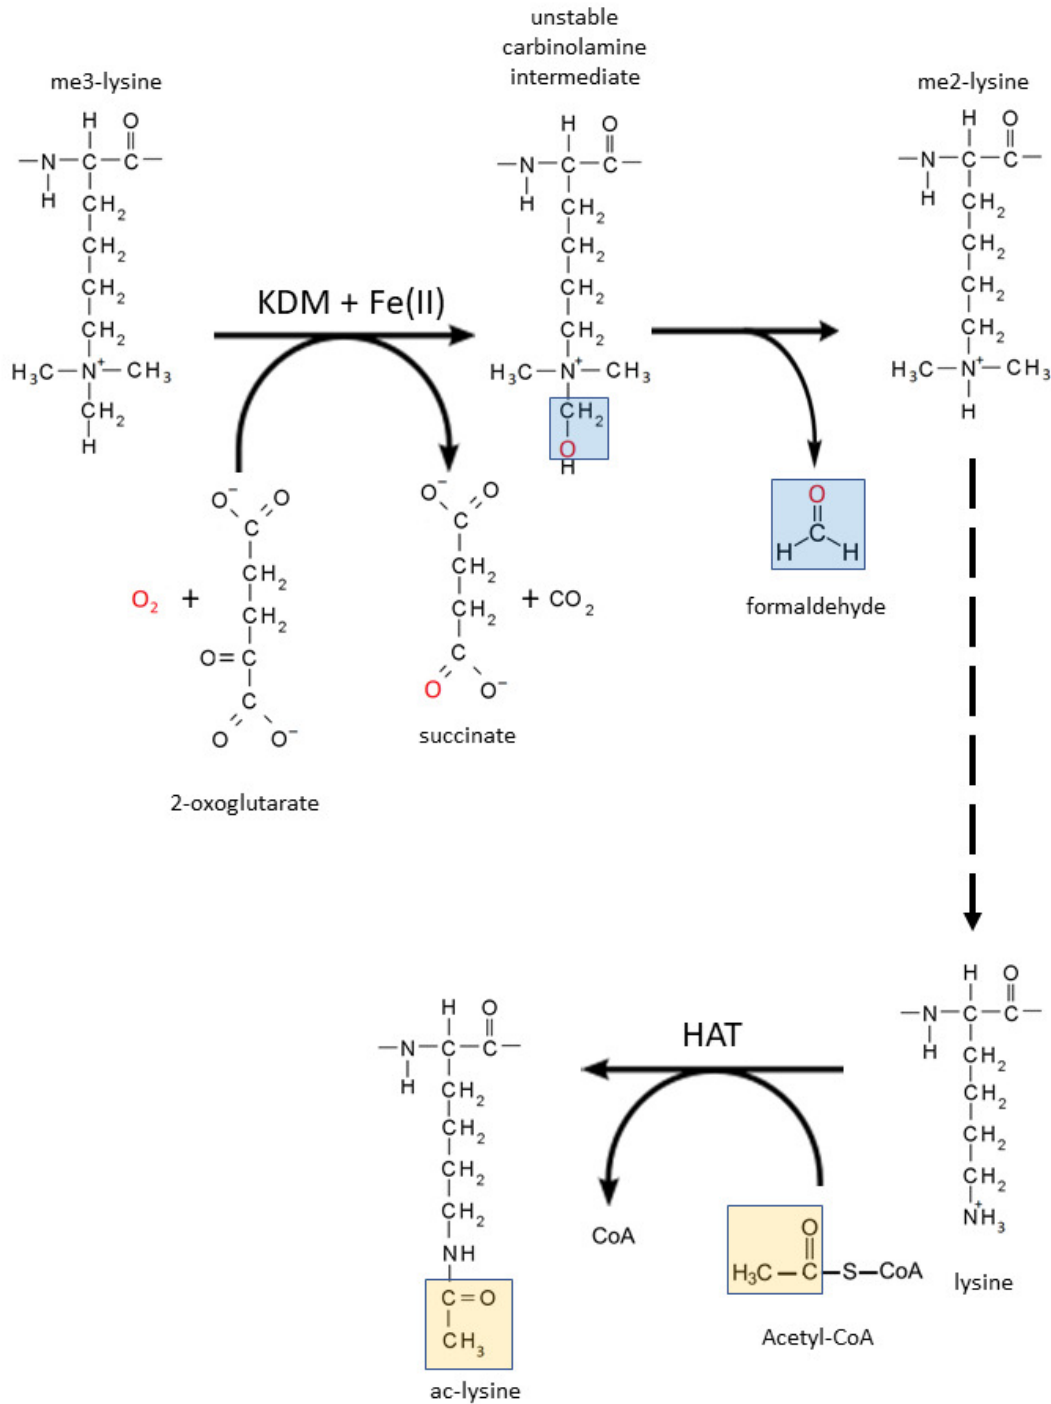 unstable
carbinolamine
intermediate
me3-lysine
me2-lysine
H O
H O
H O
—N—C—C—
—N—C—C—
—N—C—C—
H CH2
H CH2
H CH2
CH2
CH2
CH2
CH2
CH2
CH2
CH2
CH2
CH2
KDM + Fe(II)
H3C—N+—CH3
H3C—N+—CH3
H3C—N+—CH3
CH2
CH2
H
H
O
H
O− O
O− O
O
C
C
C
H H
CH2
CH2
formaldehyde
O2 +
CH2
CH2
+ CO2
O=C
C
O O−
C
O O−
succinate
2-oxoglutarate
H O
—N—C—C—
H CH2
CH2
CH2
CH2
+
NH3
lysine
HAT
H O
—N—C—C—
H CH2
CH2
CH2
CH2
NH
C=O
CH3
ac-lysine
CoA
O
H3C—C—S—CoA
Acetyl-CoA